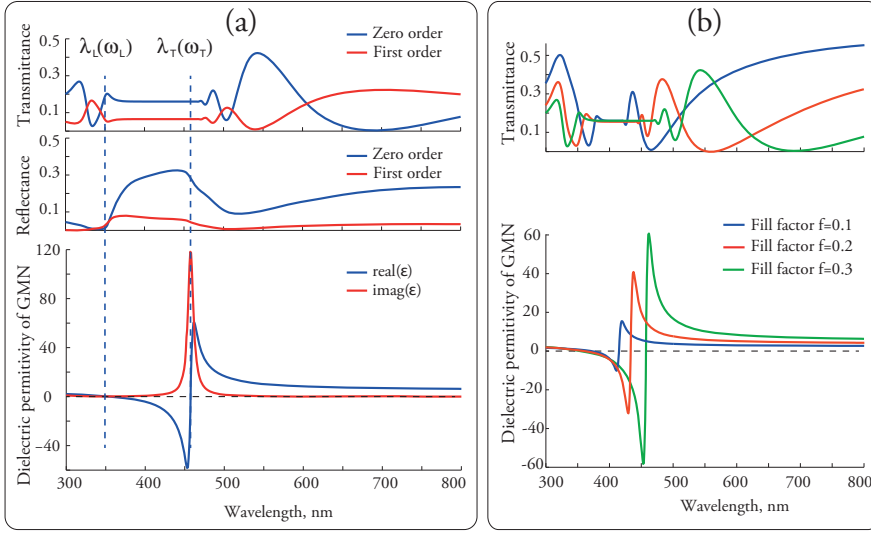 (a)
λL(ωL) λT(ωT)
Zero order
First order
Transmittance
0.5
0.3
0.1
Zero order
First order
Reflectance
0.3
0.1
real(ε)
imag(ε)
Dielectric permitivity of GMN
120
80
40
0
−40
300 400 500 600 700 800
Wavelength, nm
(b)
Transmittance
0.5
0.3
0.1
Fill factor f=0.1
Fill factor f=0.2
Fill factor f=0.3
Dielectric permitivity of GMN
60
40
20
0
−20
−40
−60
300 400 500 600 700 800
Wavelength, nm